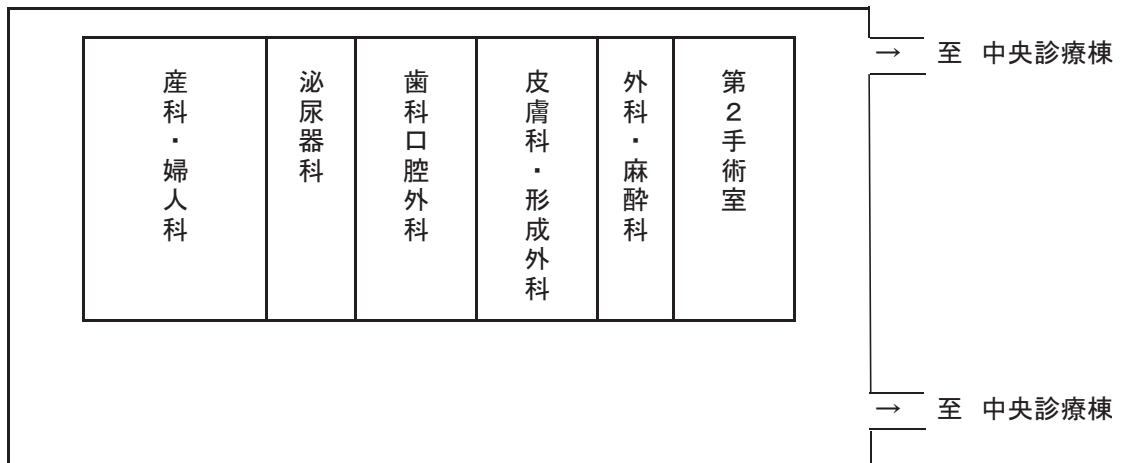 産科・婦人科
泌尿器科
歯科口腔外科
皮膚科・形成外科
外科・麻酔科
第２手術室
→ 至 中央診療棟
→ 至 中央診療棟